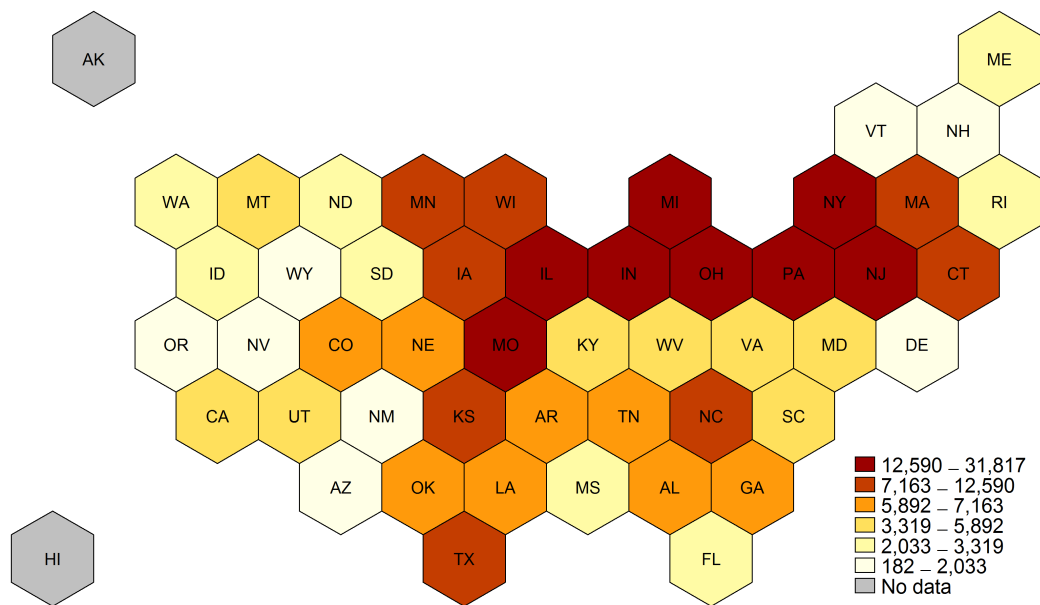 AK
ME
VT NH
WA MT ND MN WI MI NY MA RI
ID WY SD IA IL IN OH PA NJ CT
OR NV CO NE MO KY WV VA MD DE
CA UT NM KS AR TN NC SC
AZ OK LA MS AL GA
HI TX FL
12,590 – 31,817
7,163 – 12,590
5,892 – 7,163
3,319 – 5,892
2,033 – 3,319
182 – 2,033
No data